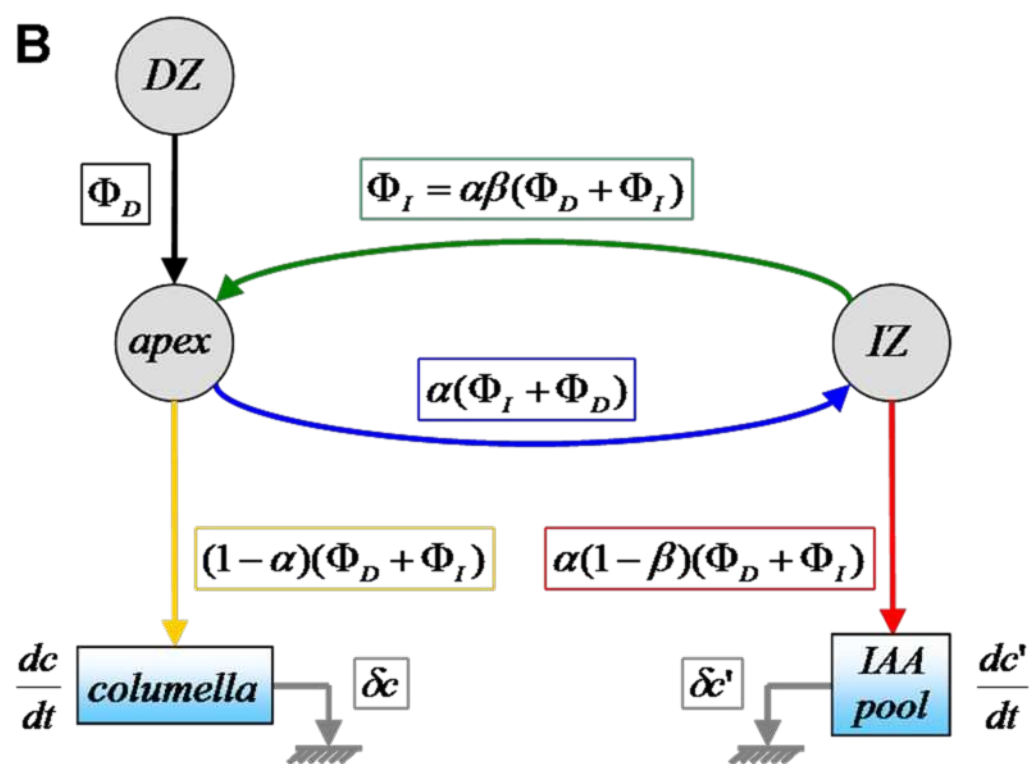 B
DZ
Φ_D
Φ_I = αβ(Φ_D + Φ_I)
apex
IZ
α(Φ_I + Φ_D)
(1 − α)(Φ_D + Φ_I)
α(1 − β)(Φ_D + Φ_I)
dc/dt
columella
δc
δc'
IAA
pool
dc'/dt